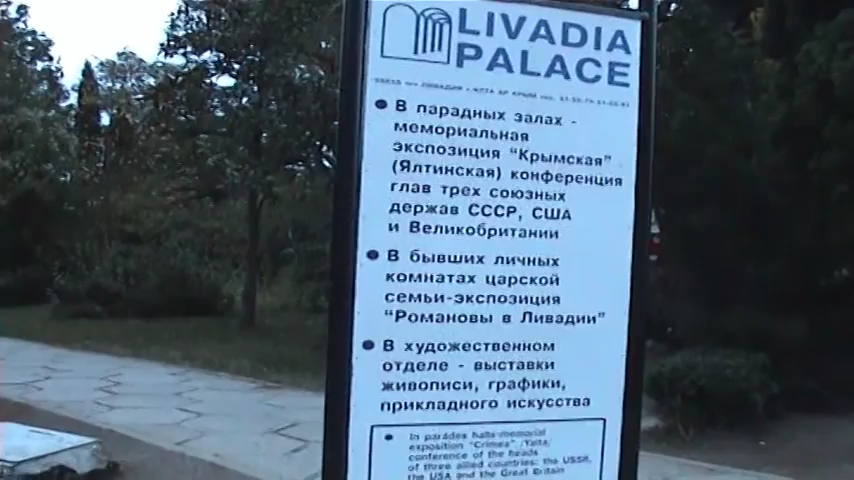 LIVADIA
PALACE
В парадных залах -
мемориальная
экспозиция "Крымская
(Ялтинская) конференция
глав трех союзных
держав СССР, США
и Великобритании
В бывших личных
комнатах царской
семьи-экспозиция
"Романовы в Ливадии"
В художественном
отделе - выставки
живописи, графики,
прикладного искусства
In parades halls-memorial
exposition "Crimea" /Yalta/
conference of the heads
of three allied countries-the USSR,
the USA and the Great Britain